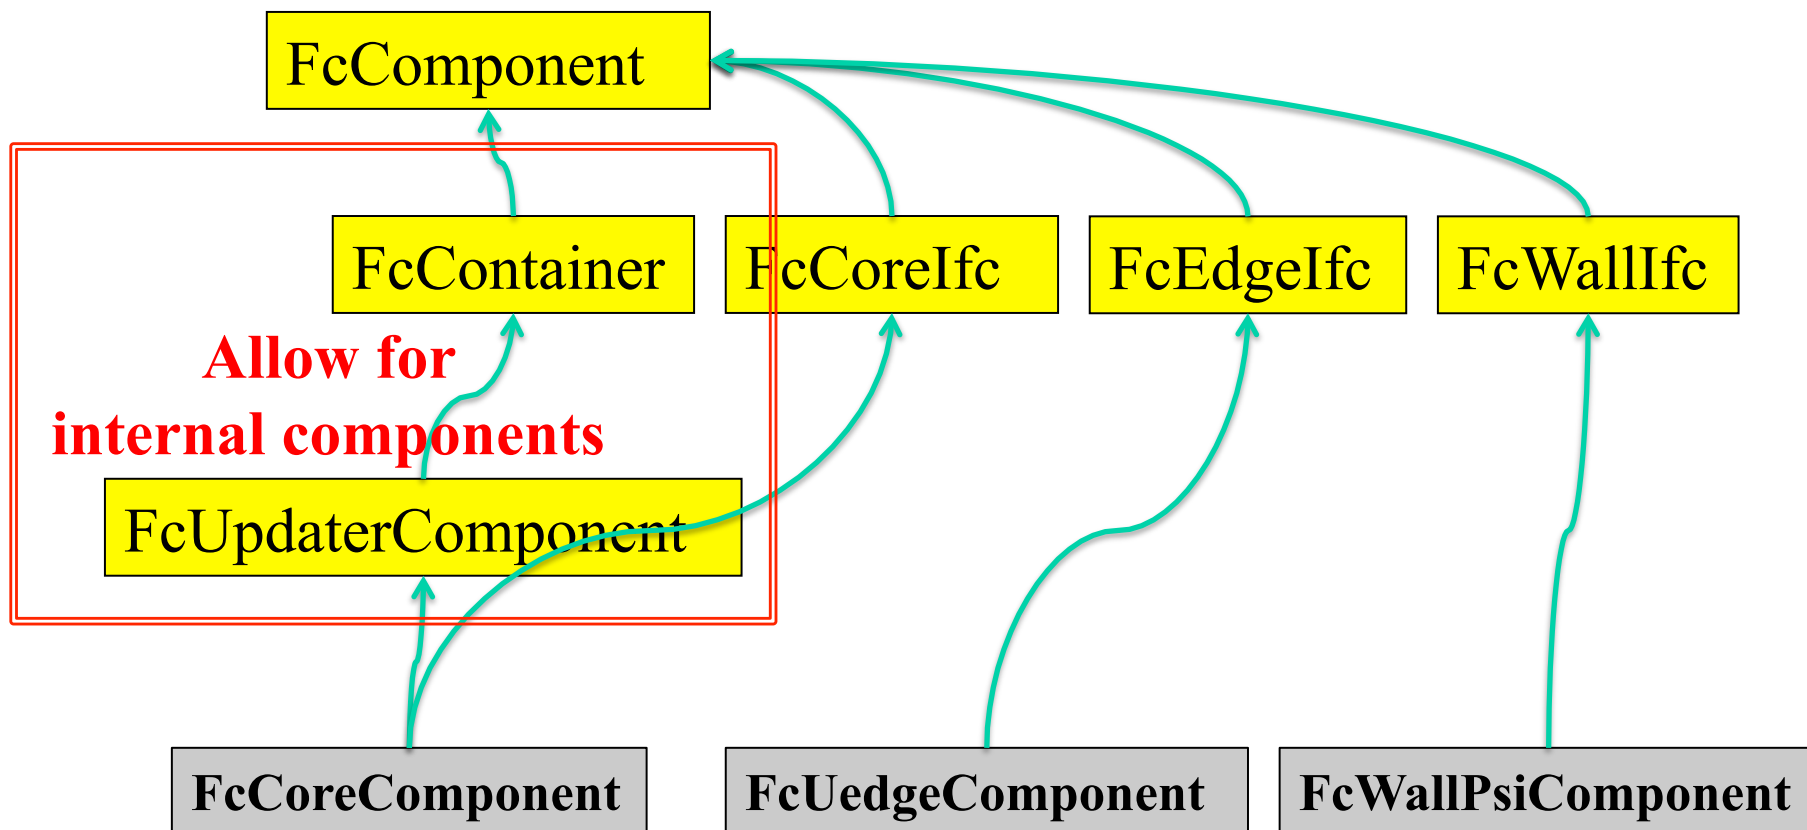 FcComponent
FcContainer
FcCoreIfc
FcEdgeIfc
FcWallIfc
Allow for
internal components
FcUpdaterComponent
FcCoreComponent
FcUedgeComponent
FcWallPsiComponent